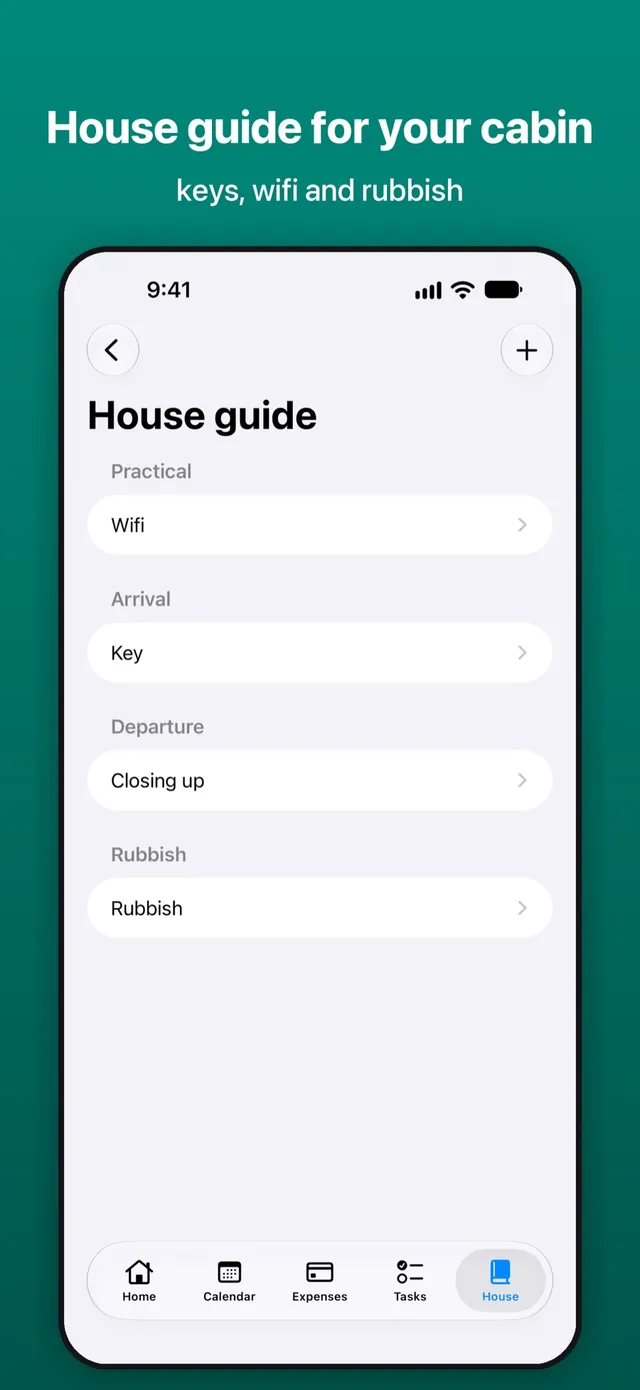 House guide for your cabin
keys, wifi and rubbish
9:41
House guide
Practical
Wifi
Arrival
Key
Departure
Closing up
Rubbish
Rubbish
Home
Calendar
Expenses
Tasks
House